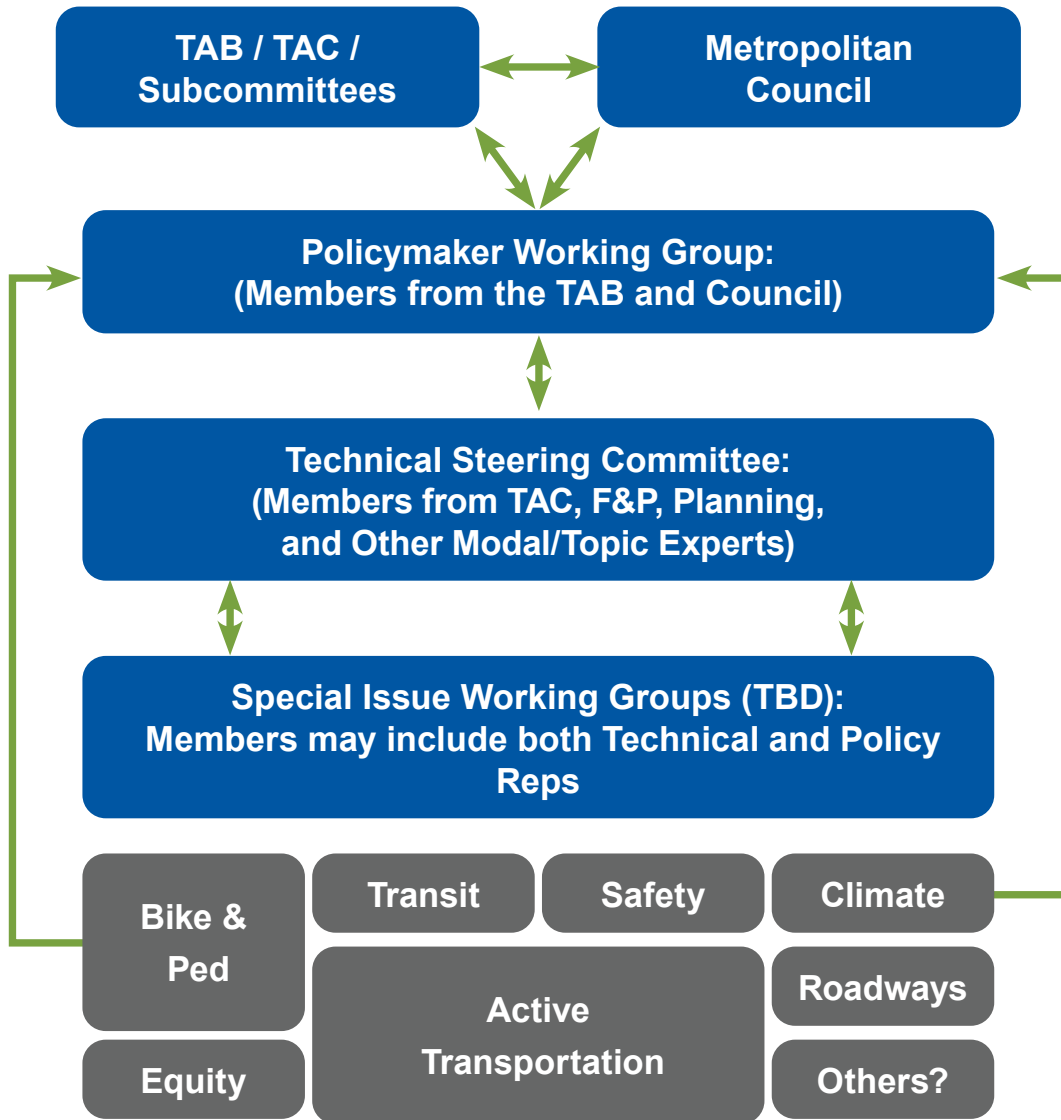 TAB / TAC /
Subcommittees
Metropolitan
Council
Policymaker Working Group:
(Members from the TAB and Council)
Technical Steering Committee:
(Members from TAC, F&P, Planning,
and Other Modal/Topic Experts)
Special Issue Working Groups (TBD):
Members may include both Technical and Policy
Reps
Bike &
Ped
Transit
Safety
Climate
Active
Transportation
Roadways
Equity
Others?